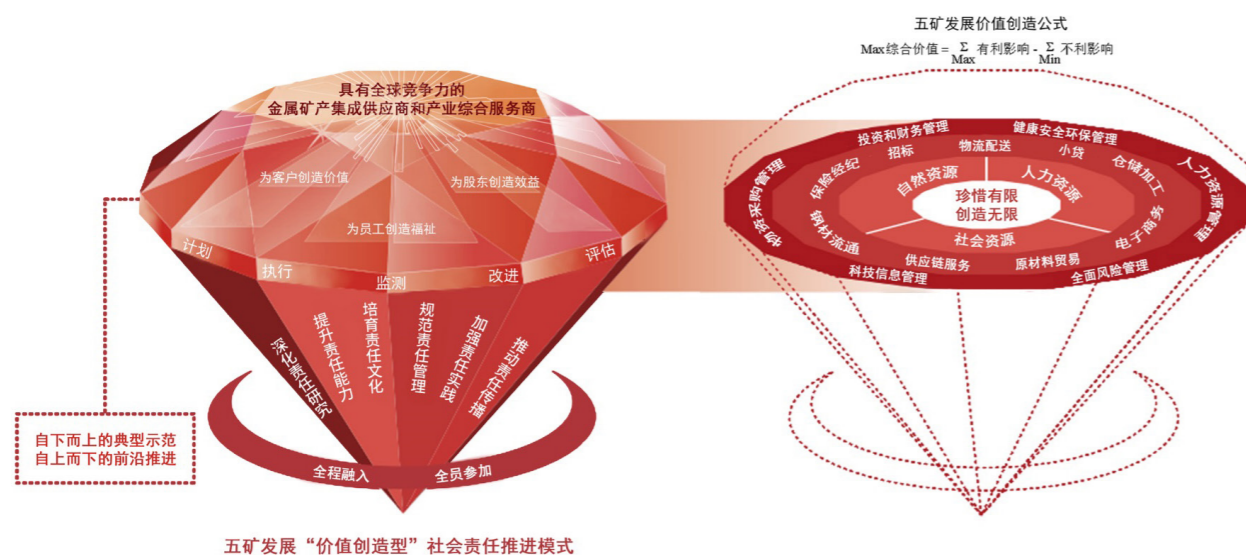 五矿发展价值创造公式
Max综合价值=Σ Max 有利影响-Σ Min 不利影响
具有全球竞争力的
金属矿产集成供应商和产业综合服务商
为客户创造价值
为股东创造效益
为员工创造福祉
计划
执行
监测
改进
评估
深化责任研究
提升责任能力
培育责任文化
规范责任管理
加强责任实践
推动责任传播
全程融入
全员参加
自下而上的典型示范
自上而下的前沿推进
投资和财务管理
健康安全环保管理
人力资源管理
全面风险管理
科技信息管理
物资采购管理
招标
物流配送
小贷
仓储加工
电子商务
原材料贸易
供应链服务
钢材流通
保险经纪
自然资源
人力资源
社会资源
珍惜有限
创造无限
五矿发展“价值创造型”社会责任推进模式